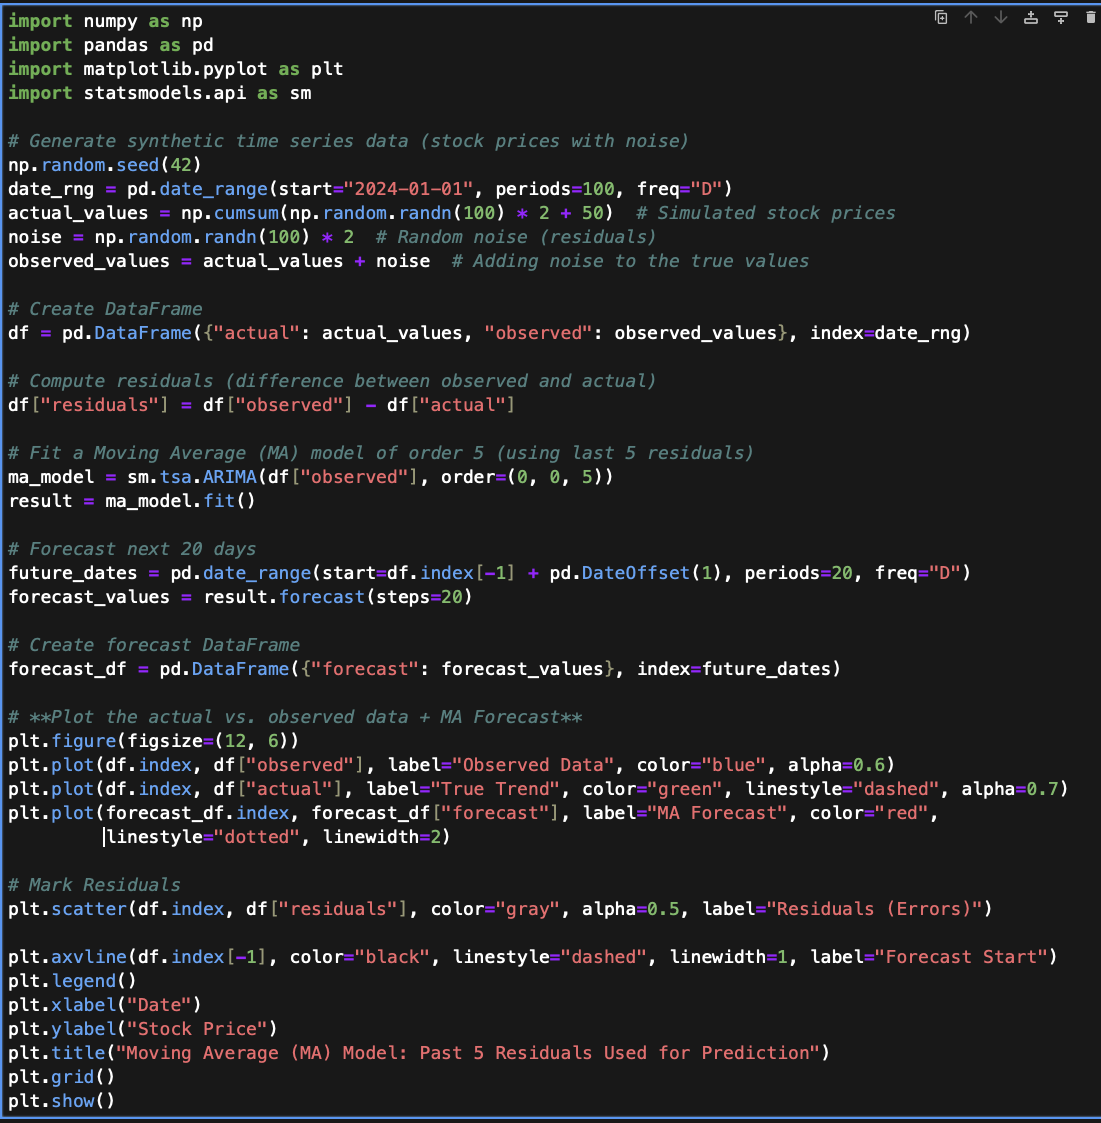 import numpy as np
import pandas as pd
import matplotlib.pyplot as plt
import statsmodels.api as sm

# Generate synthetic time series data (stock prices with noise)
np.random.seed(42)
date_rng = pd.date_range(start="2024-01-01", periods=100, freq="D")
actual_values = np.cumsum(np.random.randn(100) * 2 + 50)  # Simulated stock prices
noise = np.random.randn(100) * 2  # Random noise (residuals)
observed_values = actual_values + noise  # Adding noise to the true values

# Create DataFrame
df = pd.DataFrame({"actual": actual_values, "observed": observed_values}, index=date_rng)

# Compute residuals (difference between observed and actual)
df["residuals"] = df["observed"] - df["actual"]

# Fit a Moving Average (MA) model of order 5 (using last 5 residuals)
ma_model = sm.tsa.ARIMA(df["observed"], order=(0, 0, 5))
result = ma_model.fit()

# Forecast next 20 days
future_dates = pd.date_range(start=df.index[-1] + pd.DateOffset(1), periods=20, freq="D")
forecast_values = result.forecast(steps=20)

# Create forecast DataFrame
forecast_df = pd.DataFrame({"forecast": forecast_values}, index=future_dates)

# **Plot the actual vs. observed data + MA Forecast**
plt.figure(figsize=(12, 6))
plt.plot(df.index, df["observed"], label="Observed Data", color="blue", alpha=0.6)
plt.plot(df.index, df["actual"], label="True Trend", color="green", linestyle="dashed", alpha=0.7)
plt.plot(forecast_df.index, forecast_df["forecast"], label="MA Forecast", color="red",
         linestyle="dotted", linewidth=2)

# Mark Residuals
plt.scatter(df.index, df["residuals"], color="gray", alpha=0.5, label="Residuals (Errors)")

plt.axvline(df.index[-1], color="black", linestyle="dashed", linewidth=1, label="Forecast Start")
plt.legend()
plt.xlabel("Date")
plt.ylabel("Stock Price")
plt.title("Moving Average (MA) Model: Past 5 Residuals Used for Prediction")
plt.grid()
plt.show()